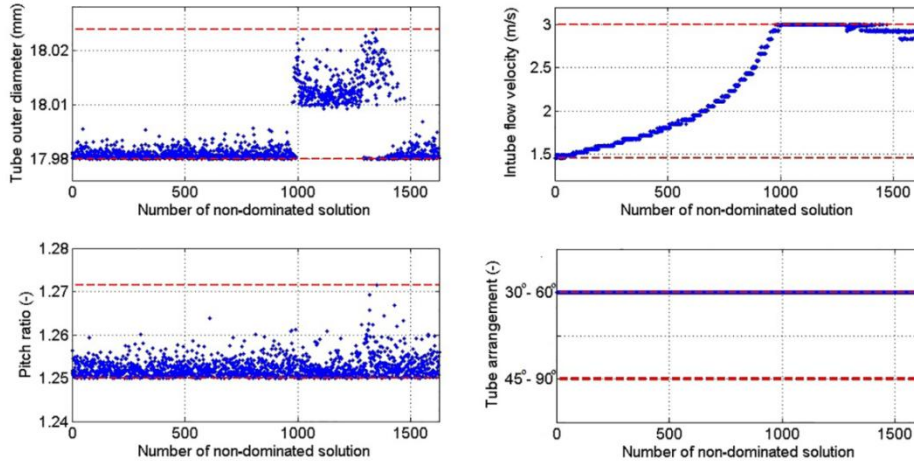 Tube outer diameter (mm)
18.02
18.01
17.98
0 500 1000 1500
Number of non-dominated solution
Intube flow velocity (m/s)
3
2.5
2
1.5
0 500 1000 1500
Number of non-dominated solution
Pitch ratio (-)
1.28
1.27
1.26
1.25
1.24
0 500 1000 1500
Number of non-dominated solution
Tube arrangement (-)
30°- 60°
45°- 90°
0 500 1000 1500
Number of non-dominated solution